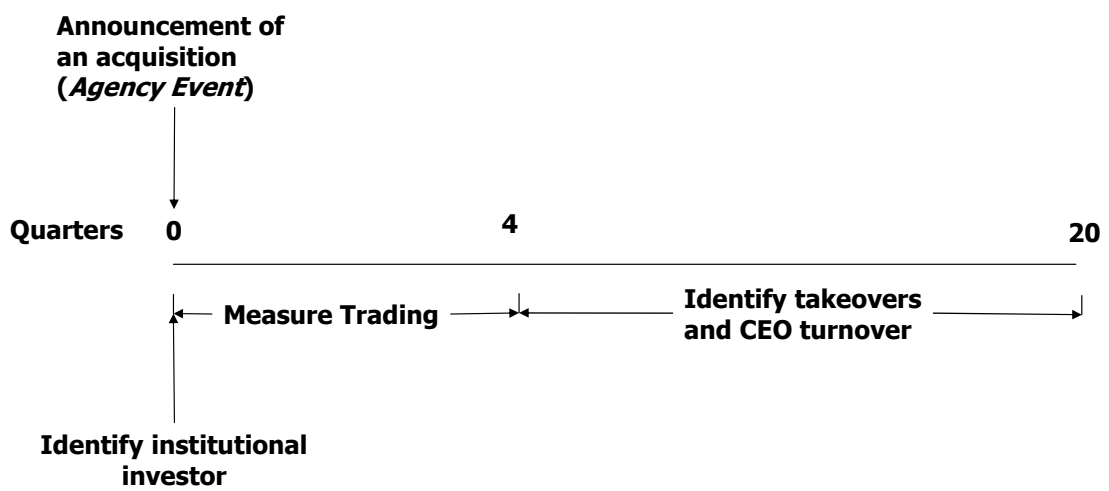 Announcement of
an acquisition
(Agency Event)
Quarters 0 4 20
Measure Trading
Identify takeovers
and CEO turnover
Identify institutional
investor